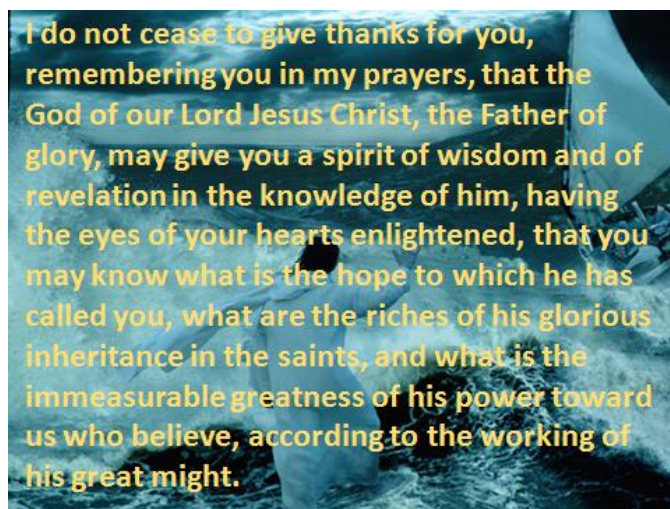 I do not cease to give thanks for you,
remembering you in my prayers, that the
God of our Lord Jesus Christ, the Father of
glory, may give you a spirit of wisdom and of
revelation in the knowledge of him, having
the eyes of your hearts enlightened, that you
may know what is the hope to which he has
called you, what are the riches of his glorious
inheritance in the saints, and what is the
immeasurable greatness of his power toward
us who believe, according to the working of
his great might.